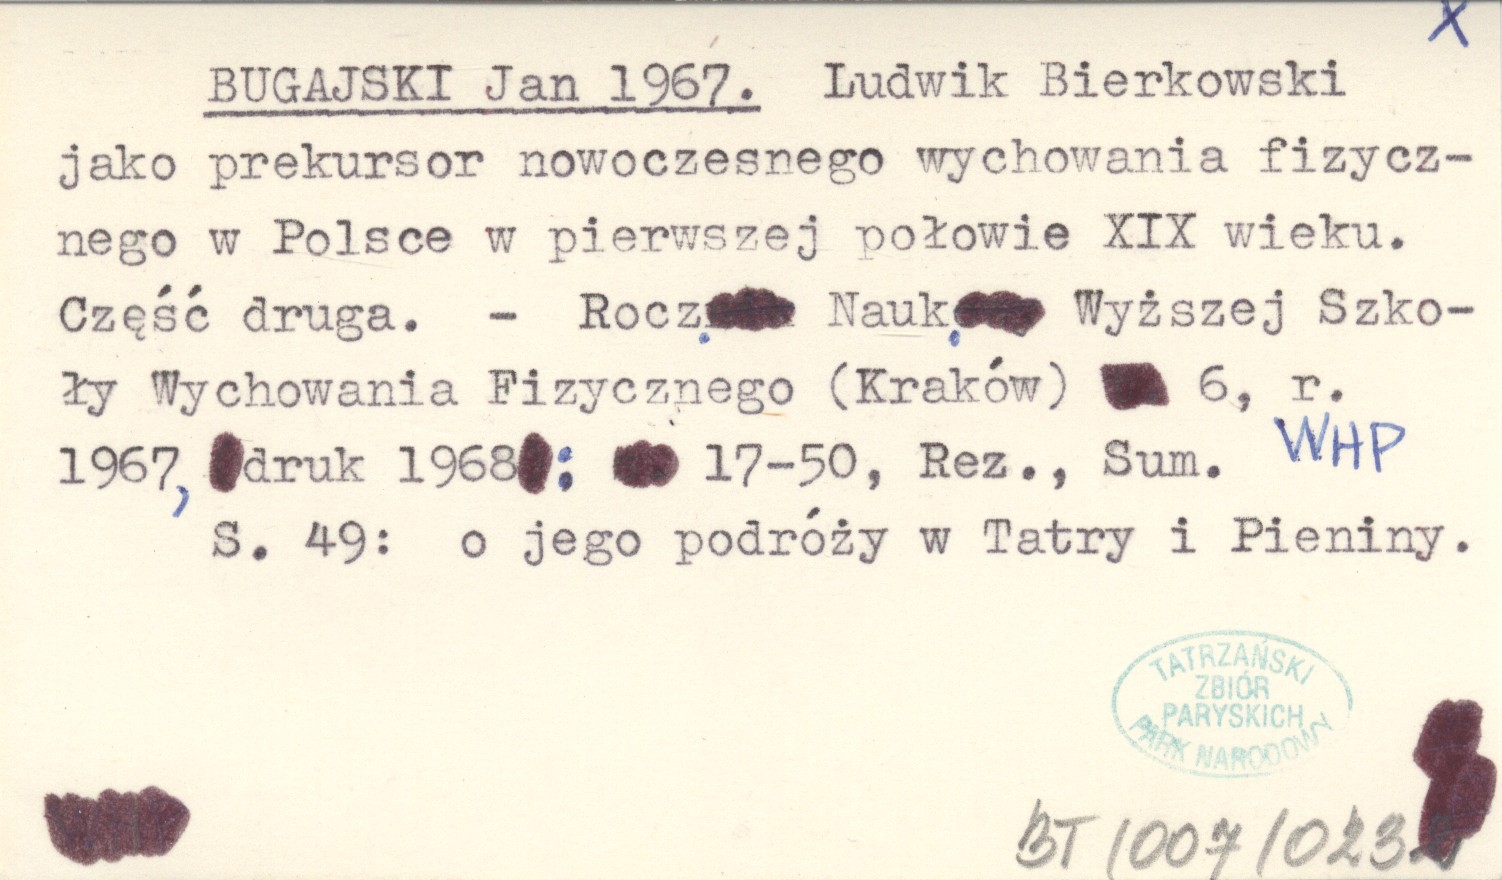 X
BUGAJSKI Jan 1967. Ludwik Bierkowski
jako prekursor nowoczesnego wychowania fizycz-
nego w Polsce w pierwszej połowie XIX wieku.
Część druga. - Rocz. Nauk. Wyższej Szko-
ły Wychowania Fizycznego (Kraków) 6, r.
1967, druk 1968; 17-50, Rez., Sum. WHP
S. 49: o jego podróży w Tatry i Pieniny.
TATRZAŃSKI
ZBIÓR
PARYSKICH
PARK NARODOWY
BT/007/023.